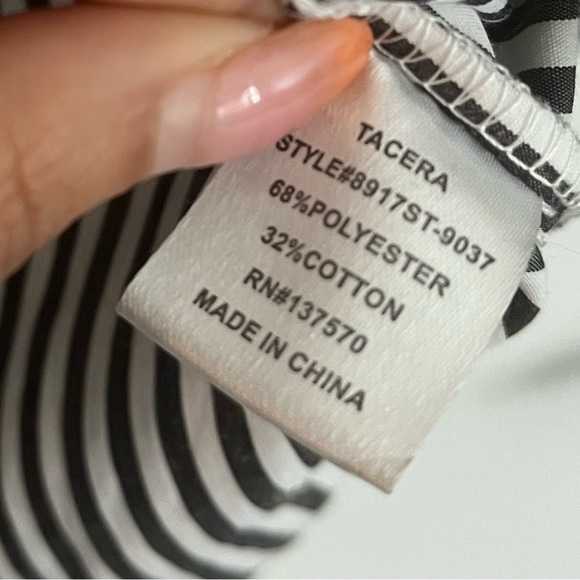 TACERA
STYLE#8917ST-9037
68%POLYESTER
32%COTTON
RN#137570
MADE IN CHINA